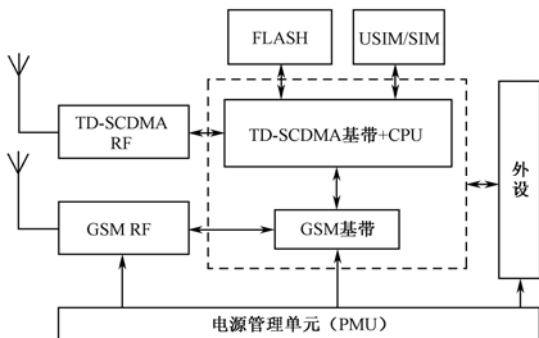 FLASH
USIM/SIM
TD-SCDMA
RF
TD-SCDMA基带+CPU
外
设
GSM RF
GSM基带
电源管理单元（PMU）